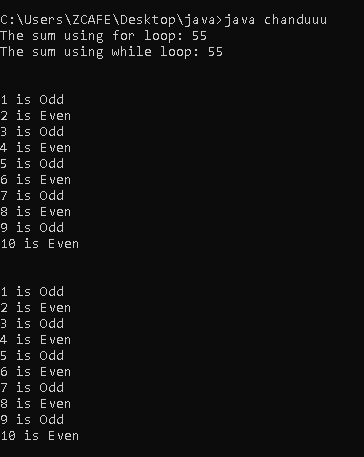 C:\Users\ZCAFE\Desktop\java>java chanduuu
The sum using for loop: 55
The sum using while loop: 55
1 is Odd
2 is Even
3 is Odd
4 is Even
5 is Odd
6 is Even
7 is Odd
8 is Even
9 is Odd
10 is Even
1 is Odd
2 is Even
3 is Odd
4 is Even
5 is Odd
6 is Even
7 is Odd
8 is Even
9 is Odd
10 is Even